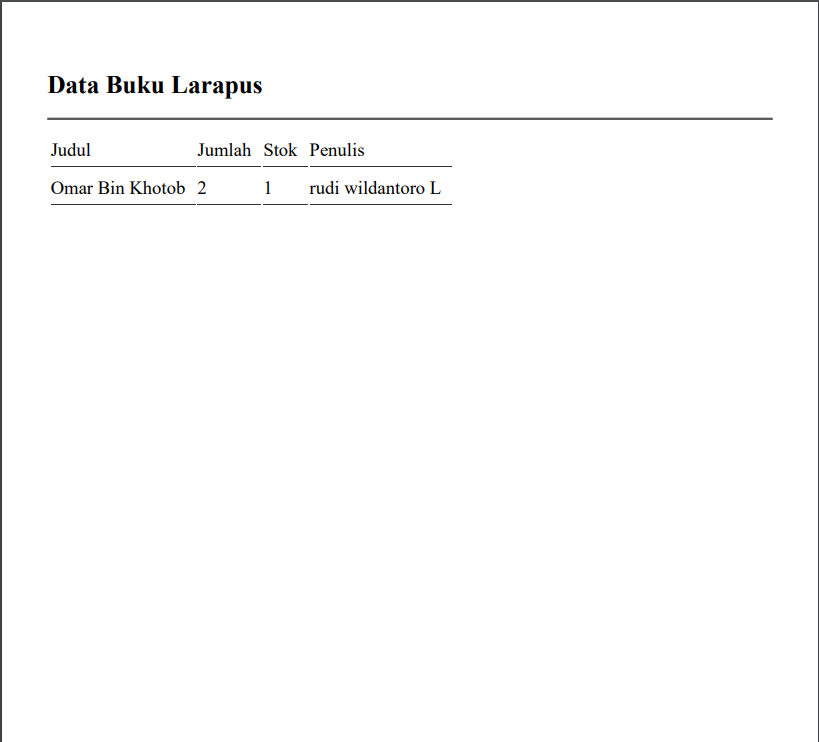 Data Buku Larapus
Judul Jumlah Stok Penulis
Omar Bin Khotob 2 1 rudi wildantoro L